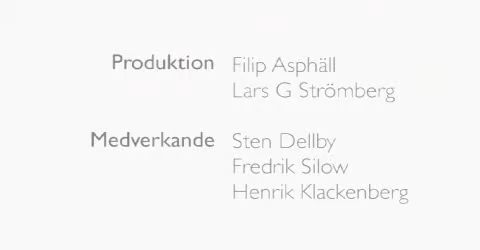 Produktion Filip Asphäll
Lars G Strömberg
Medverkande Sten Dellby
Fredrik Silow
Henrik Klackenberg